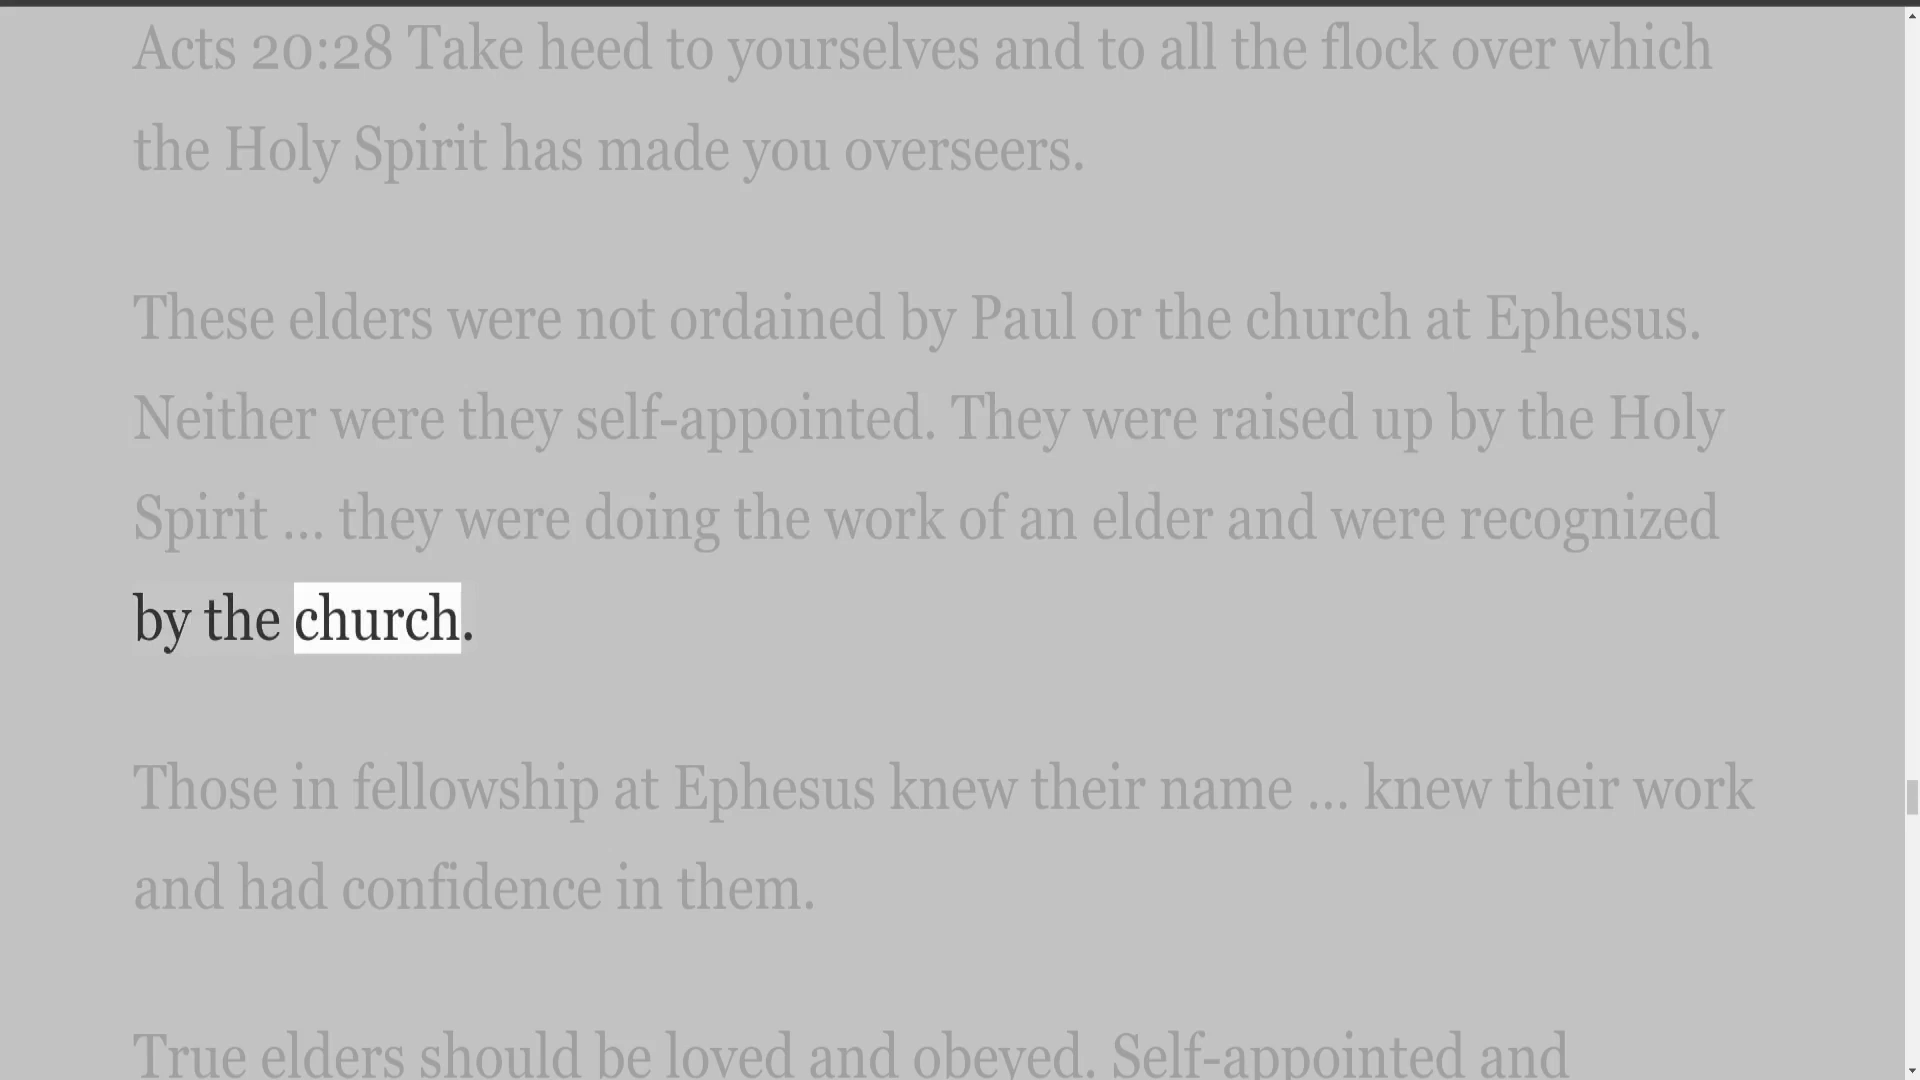 Acts 20:28 Take heed to yourselves and to all the flock over which
the Holy Spirit has made you overseers.
These elders were not ordained by Paul or the church at Ephesus.
Neither were they self-appointed. They were raised up by the Holy
Spirit ... they were doing the work of an elder and were recognized
by the church.
Those in fellowship at Ephesus knew their name ... knew their work
and had confidence in them.
True elders should be loved and obeyed. Self-appointed and